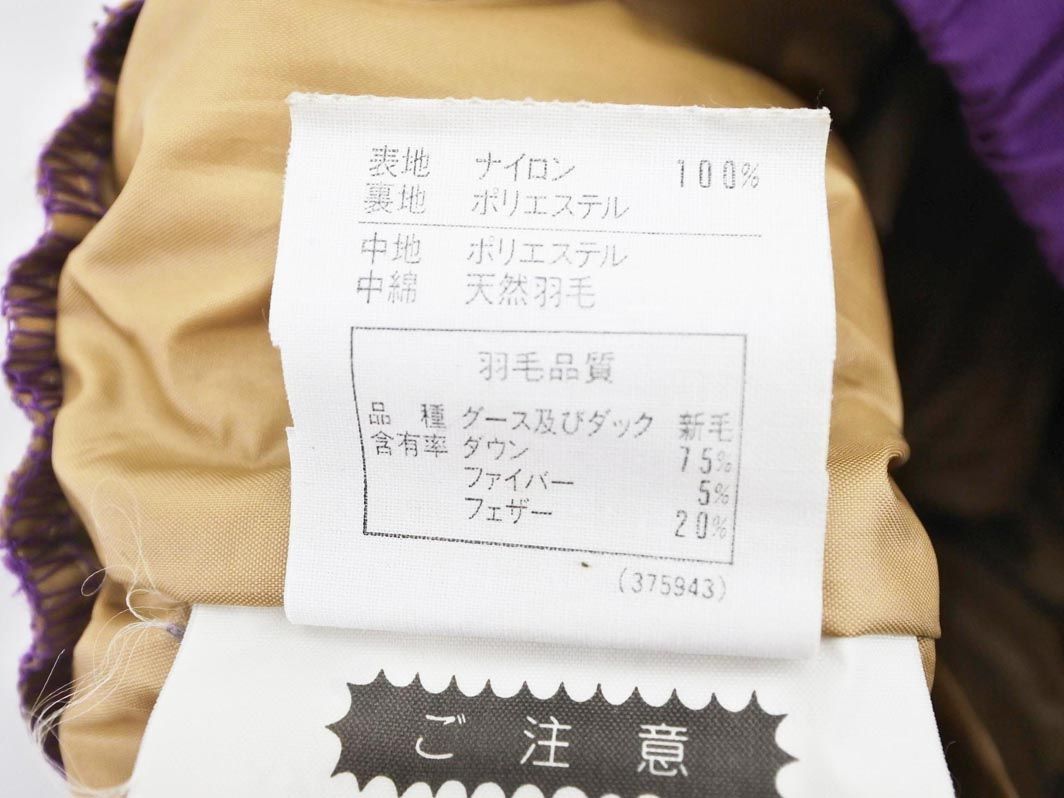 表地 ナイロン 100%
裏地 ポリエステル
中地 ポリエステル
中綿 天然羽毛
羽毛品質
品種 グース及びダック 新毛
含有率 ダウン 75%
ファイバー 5%
フェザー 20%
(375943)
ご注意